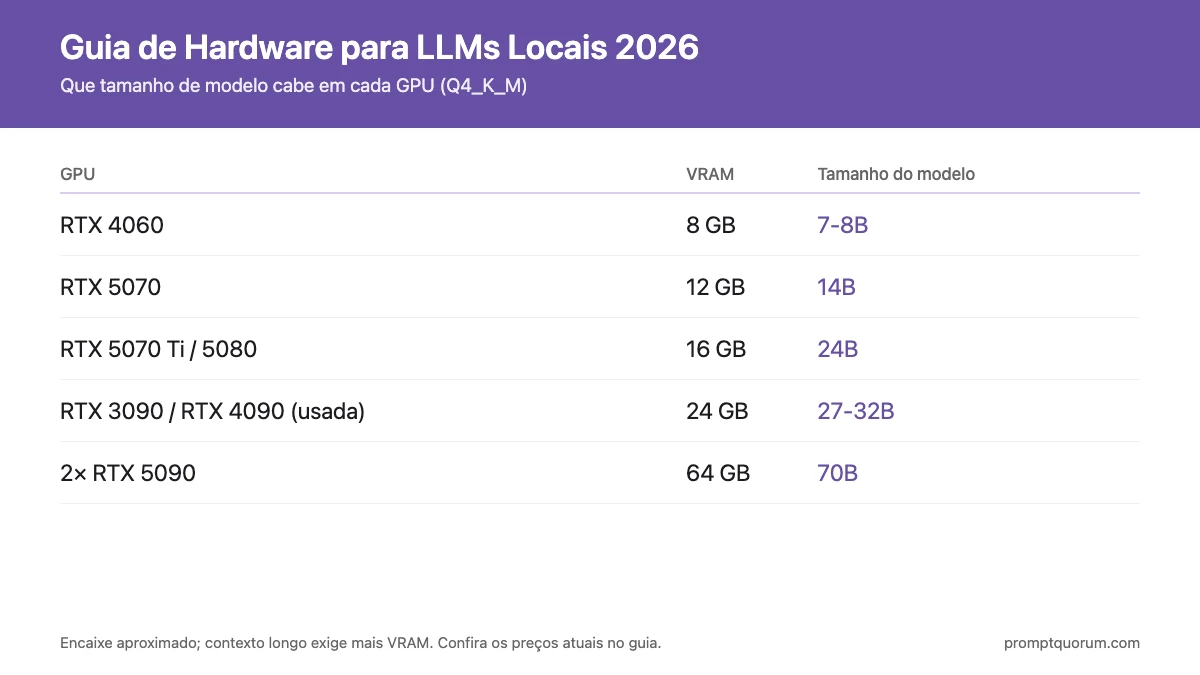 Guia de Hardware para LLMs Locais 2026
Que tamanho de modelo cabe em cada GPU (Q4_K_M)
GPU VRAM Tamanho do modelo
RTX 4060 8 GB 7-8B
RTX 5070 12 GB 14B
RTX 5070 Ti / 5080 16 GB 24B
RTX 3090 / RTX 4090 (usada) 24 GB 27-32B
2× RTX 5090 64 GB 70B
Encaixe aproximado; contexto longo exige mais VRAM. Confira os preços atuais no guia. promptquorum.com